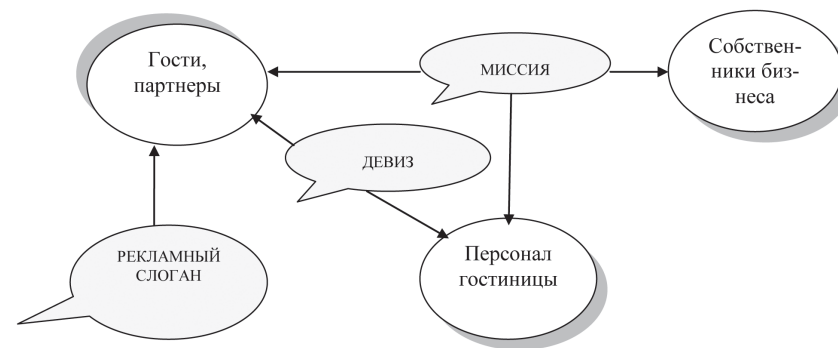 Гости,
партнеры
МИССИЯ
Собствен-
ники биз-
неса
ДЕВИЗ
РЕКЛАМНЫЙ
СЛОГАН
Персонал
гостиницы